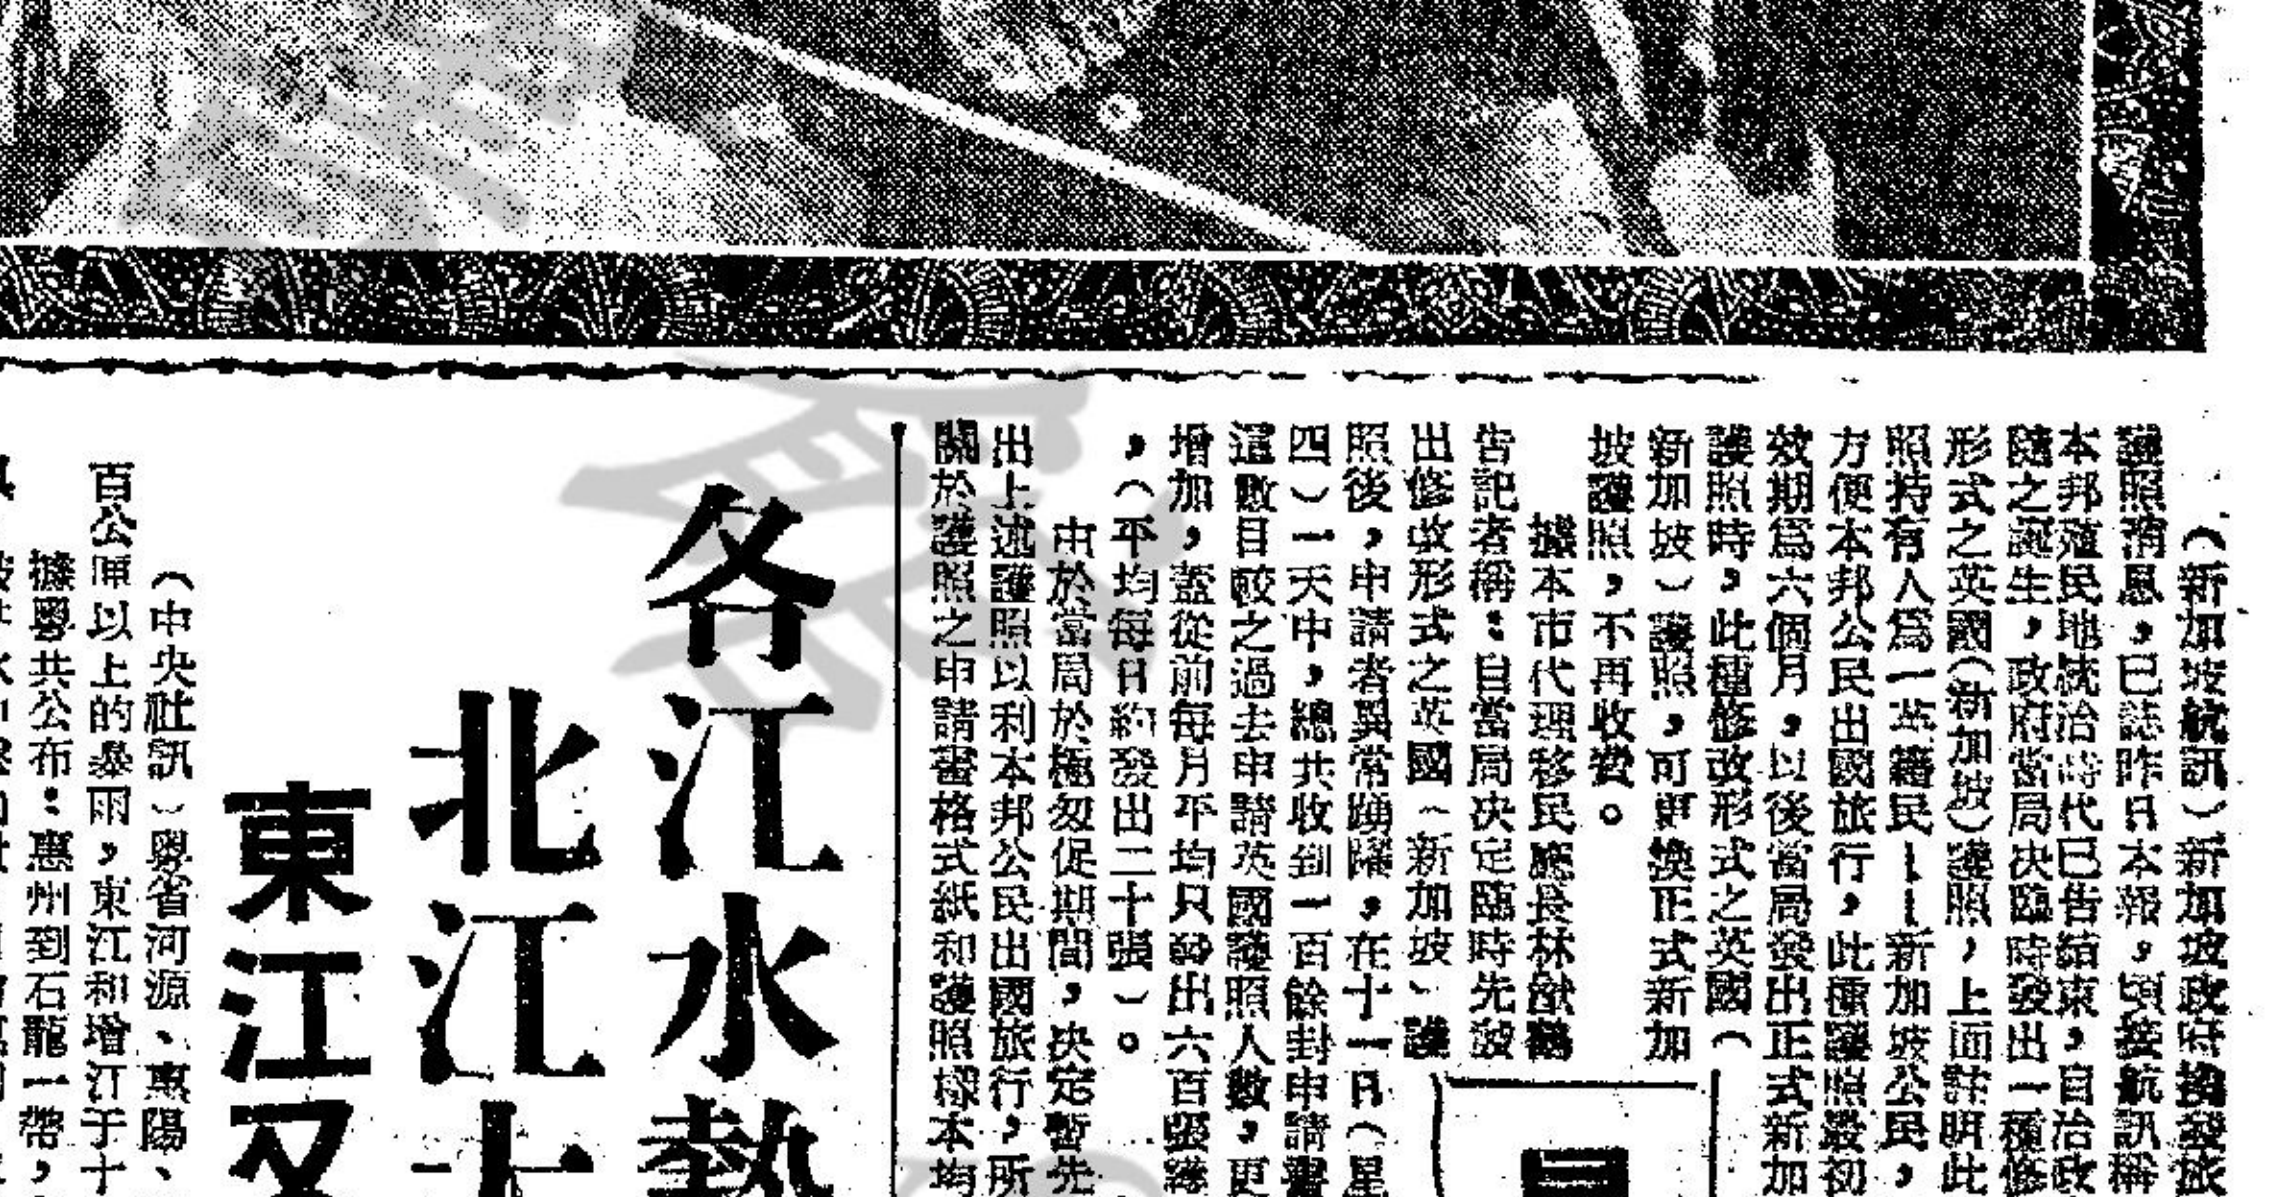 （新加坡航訊）新加坡政府換發旅
護照消息，已誌昨日本報，頃接航訊稱
本邦殖民地統治時代已告結束，自治政
隨之誕生，政府當局決臨時發出一種修
形式之英國（新加坡）護照，上面註明此
照持有人爲一英籍民——新加坡公民，
方便本邦公民出國旅行，此種護照發初
效期爲六個月，以後當局發出正式新加
護照時，此種修改形式之英國（
新加坡）護照，可更換正式新加
坡護照，不再收費。
據本市代理移民廳長林猷鶴
告記者稱：自當局決定臨時先發
出修改形式之英國（新加坡）護
照後，申請者異常踴躍，在十一日（星
四）一天中，總共收到一百餘封申請書
這數目較之過去申請英國護照人數，更
增加，蓋從前每月平均只發出六百張護
，（平均每日約發出二十張）。
由於當局於極匆促期間，決定暫先
出上述護照以利本邦公民出國旅行，所
關於護照之申請書格式紙和護照樣本均
各江水勢
北江大
東江又
（中央社訊）粵省河源、惠陽、
百公厘以上的暴雨，東江和增江于十
據粵共公布：惠州到石龍一帶，